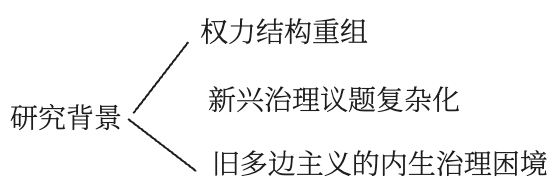 权力结构重组
新兴治理议题复杂化
研究背景
旧多边主义的内生治理困境